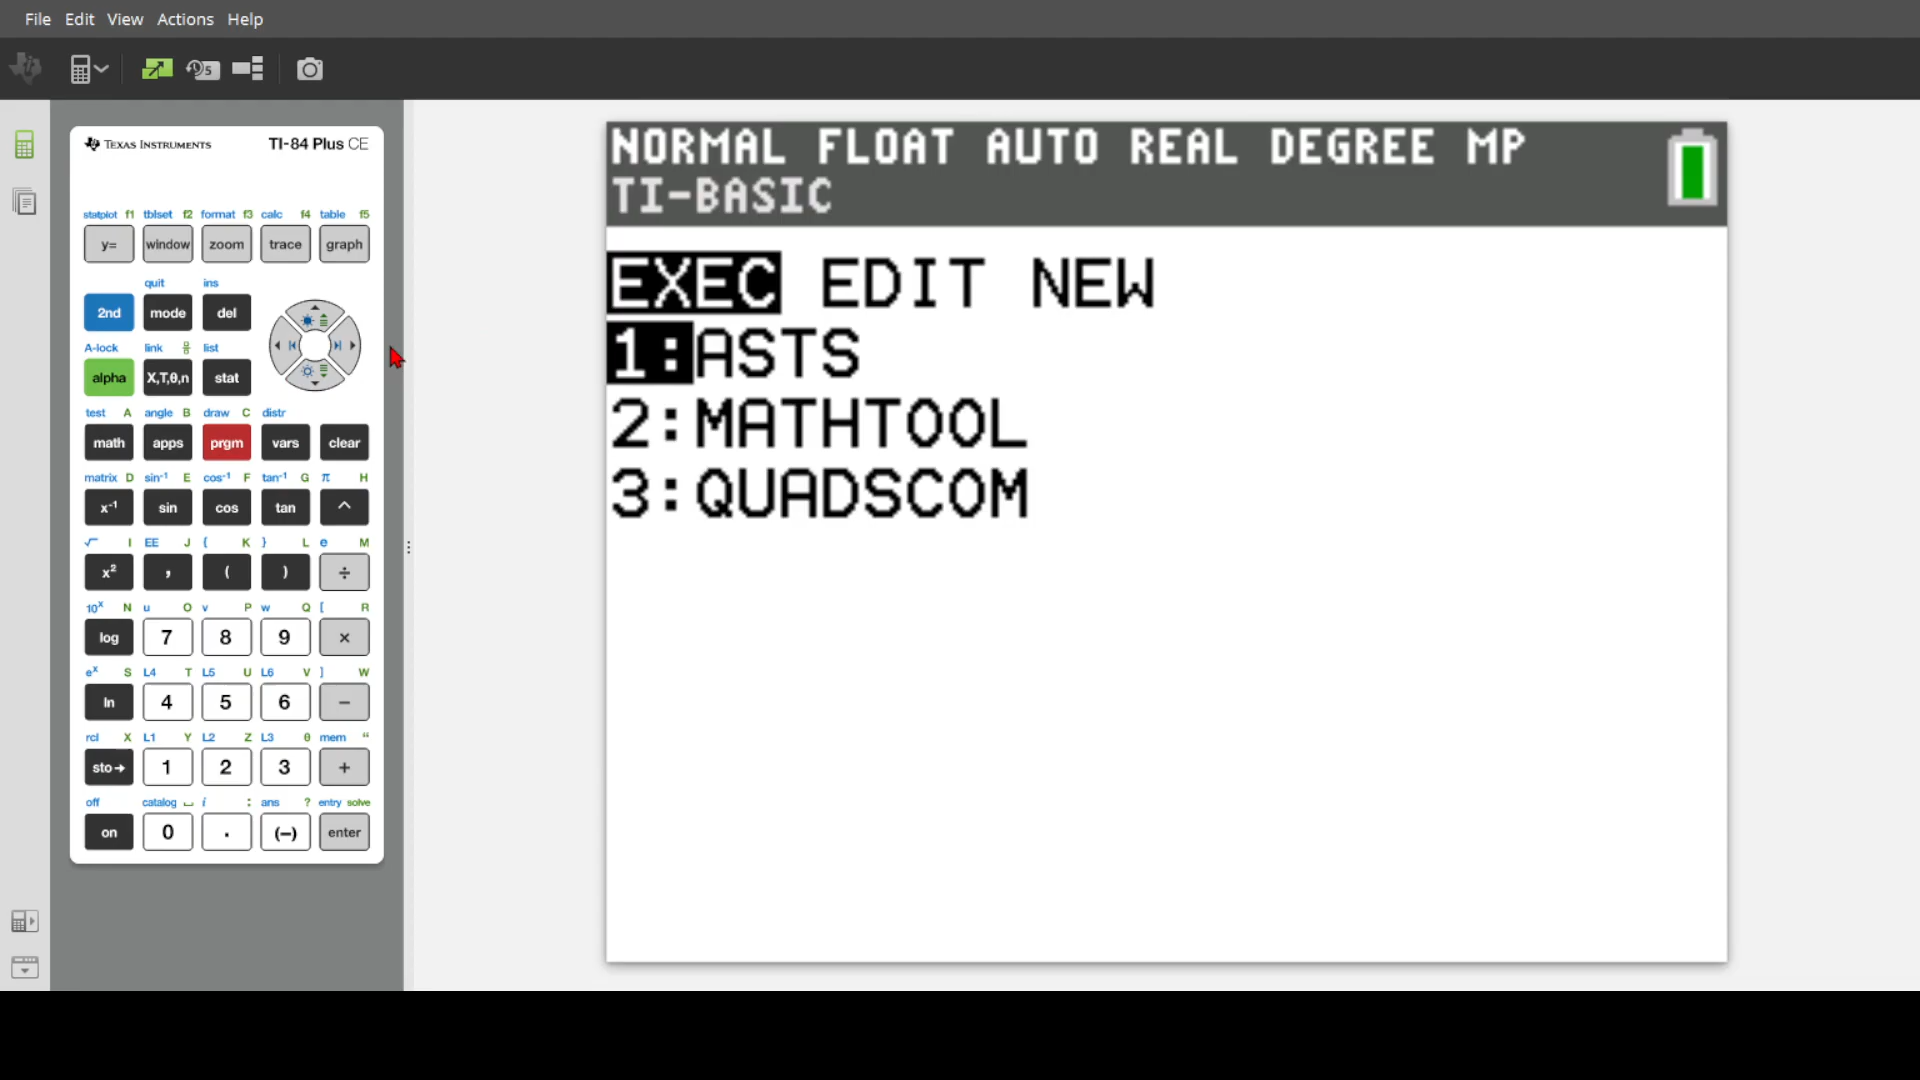 File Edit View Actions Help
TEXAS INSTRUMENTS TI-84 Plus CE
NORMAL FLOAT AUTO REAL DEGREE MP
TI-BASIC
EXEC EDIT NEW
1:ASTS
2:MATHTOOL
3:QUADSCOM
statplot f1 tblset f2 format f3 calc f4 table f5
y= window zoom trace graph
quit ins
2nd mode del
A-lock link list
alpha X,T,θ,n stat
test A angle B draw C distr
math apps prgm vars clear
matrix D sin⁻¹ E cos⁻¹ F tan⁻¹ G π H
x⁻¹ sin cos tan ^
√ I EE J { K } L e M
x² , ( ) ÷
10ˣ N u O v P w Q [ R
log 7 8 9 ×
eˣ S L4 T L5 U L6 V ] W
ln 4 5 6 −
rcl X L1 Y L2 Z L3 θ mem "
sto→ 1 2 3 +
off catalog i : ans ? entry solve
on 0 . (−) enter